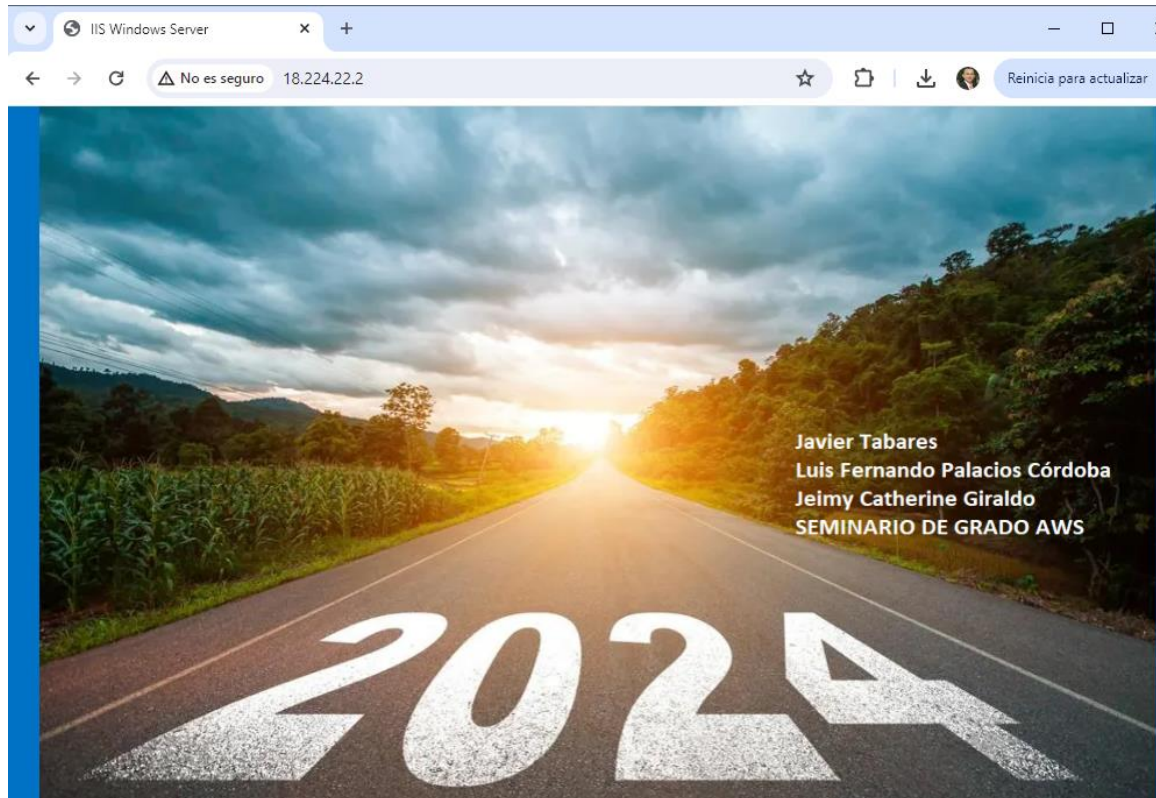 IIS Windows Server
No es seguro
18.224.22.2
Reinicia para actualizar
Javier Tabares
Luis Fernando Palacios Córdoba
Jeimy Catherine Giraldo
SEMINARIO DE GRADO AWS
2024